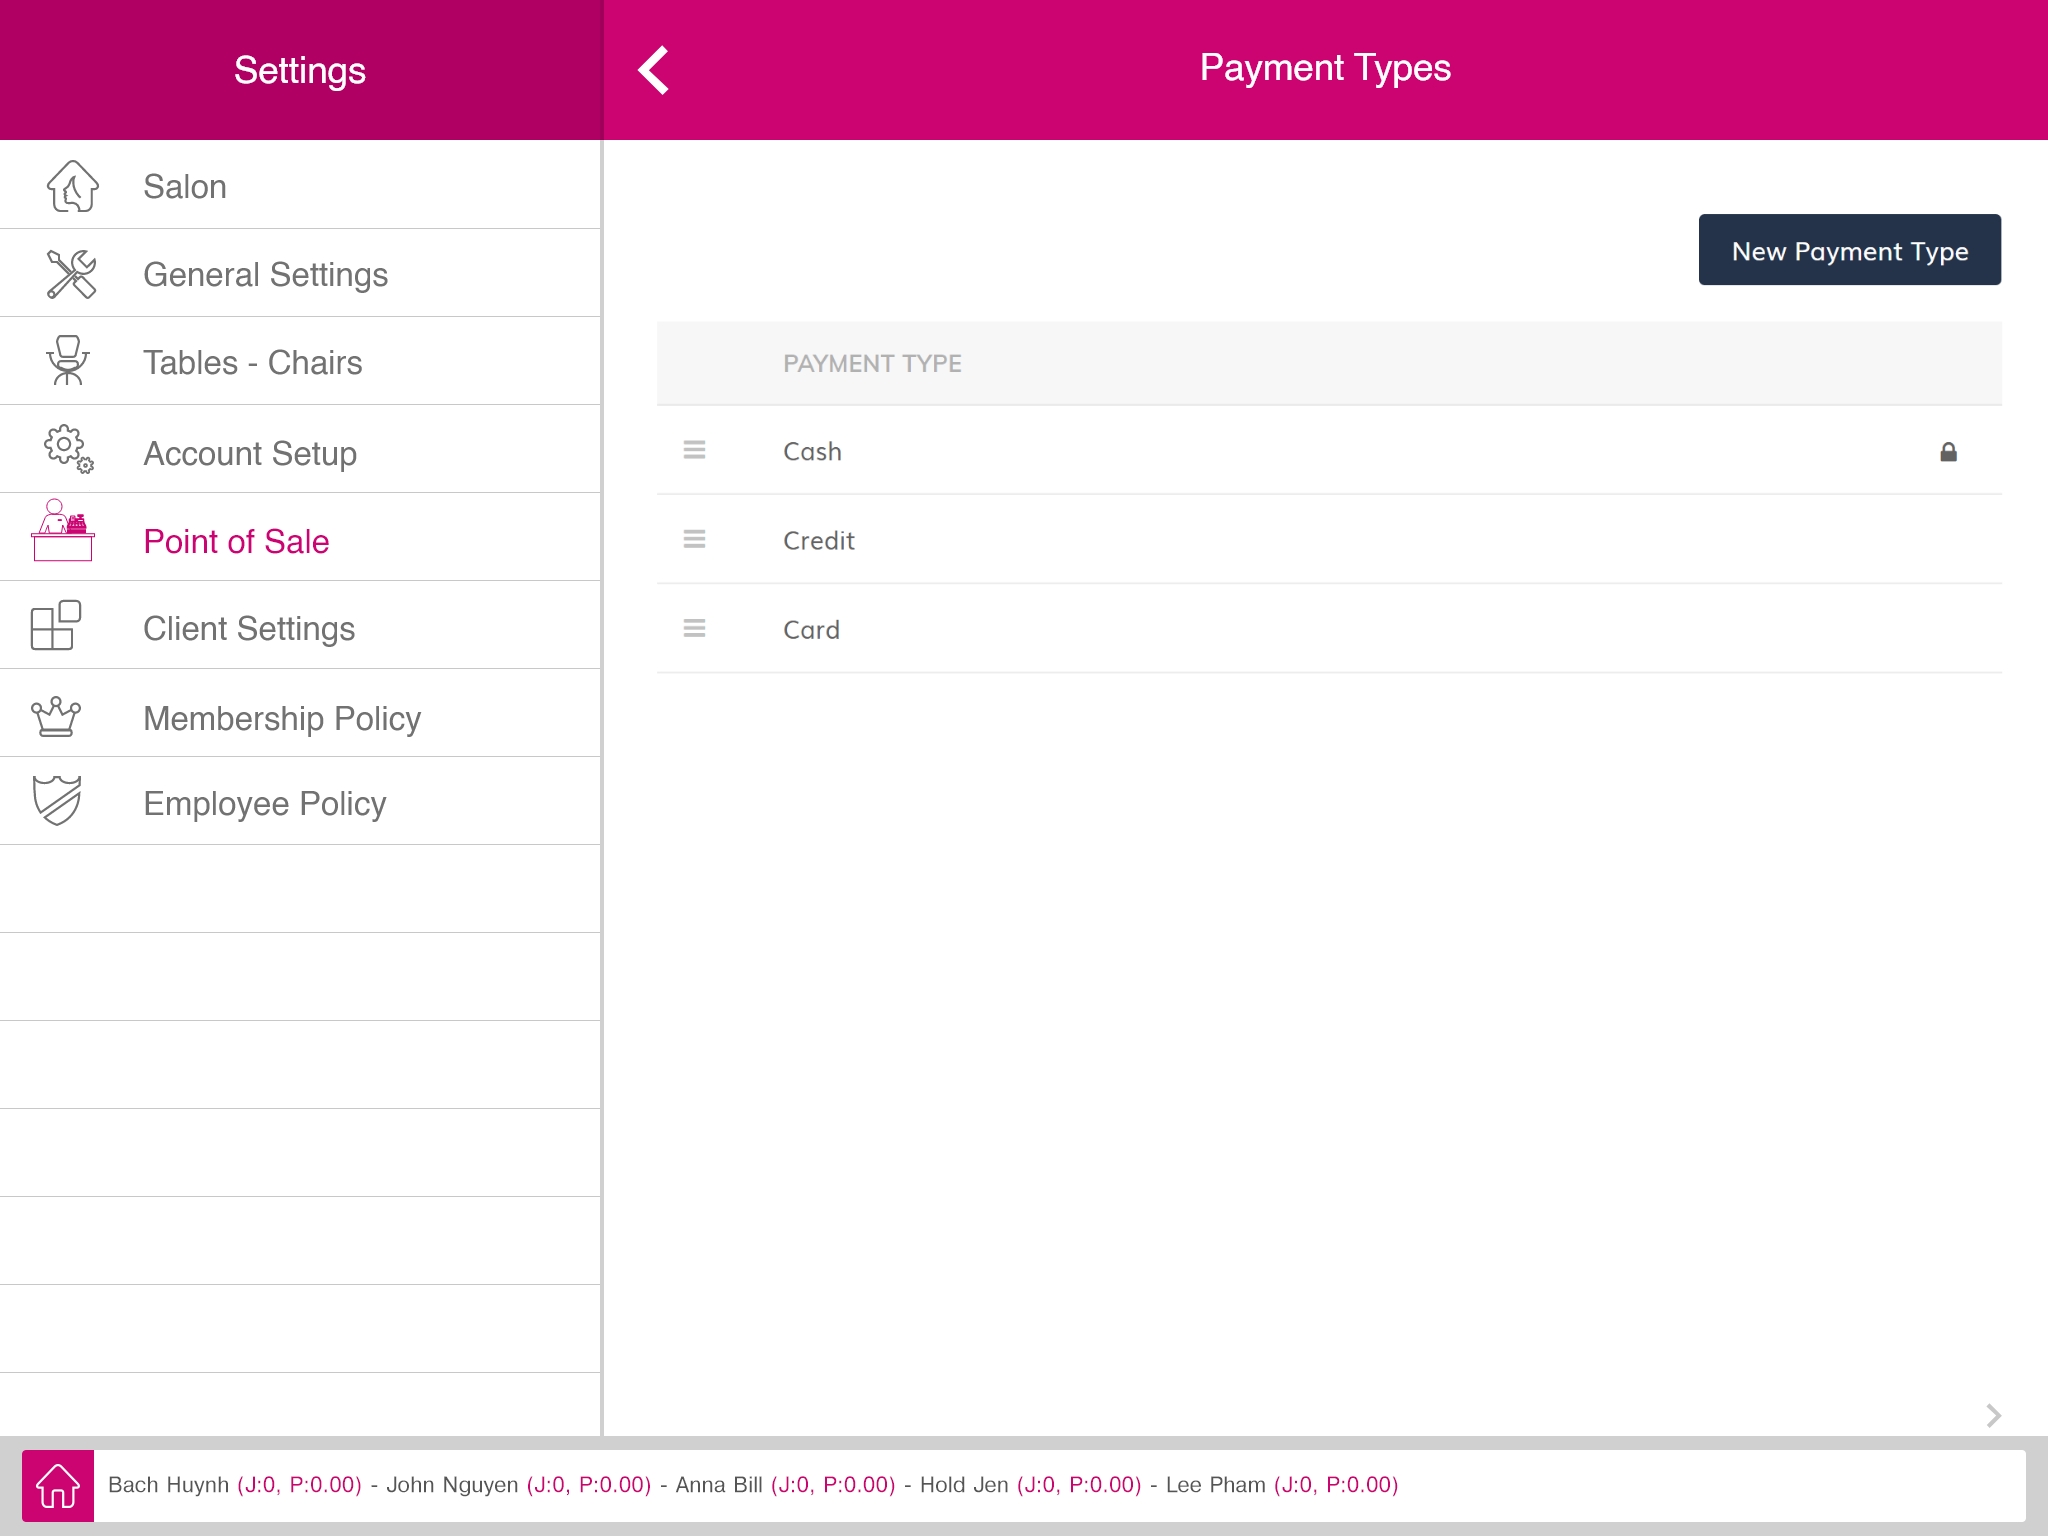 Settings
Payment Types
Salon
General Settings
Tables - Chairs
Account Setup
Point of Sale
Client Settings
Membership Policy
Employee Policy
New Payment Type
PAYMENT TYPE
Cash
Credit
Card
Bach Huynh (J:0, P:0.00) - John Nguyen (J:0, P:0.00) - Anna Bill (J:0, P:0.00) - Hold Jen (J:0, P:0.00) - Lee Pham (J:0, P:0.00)